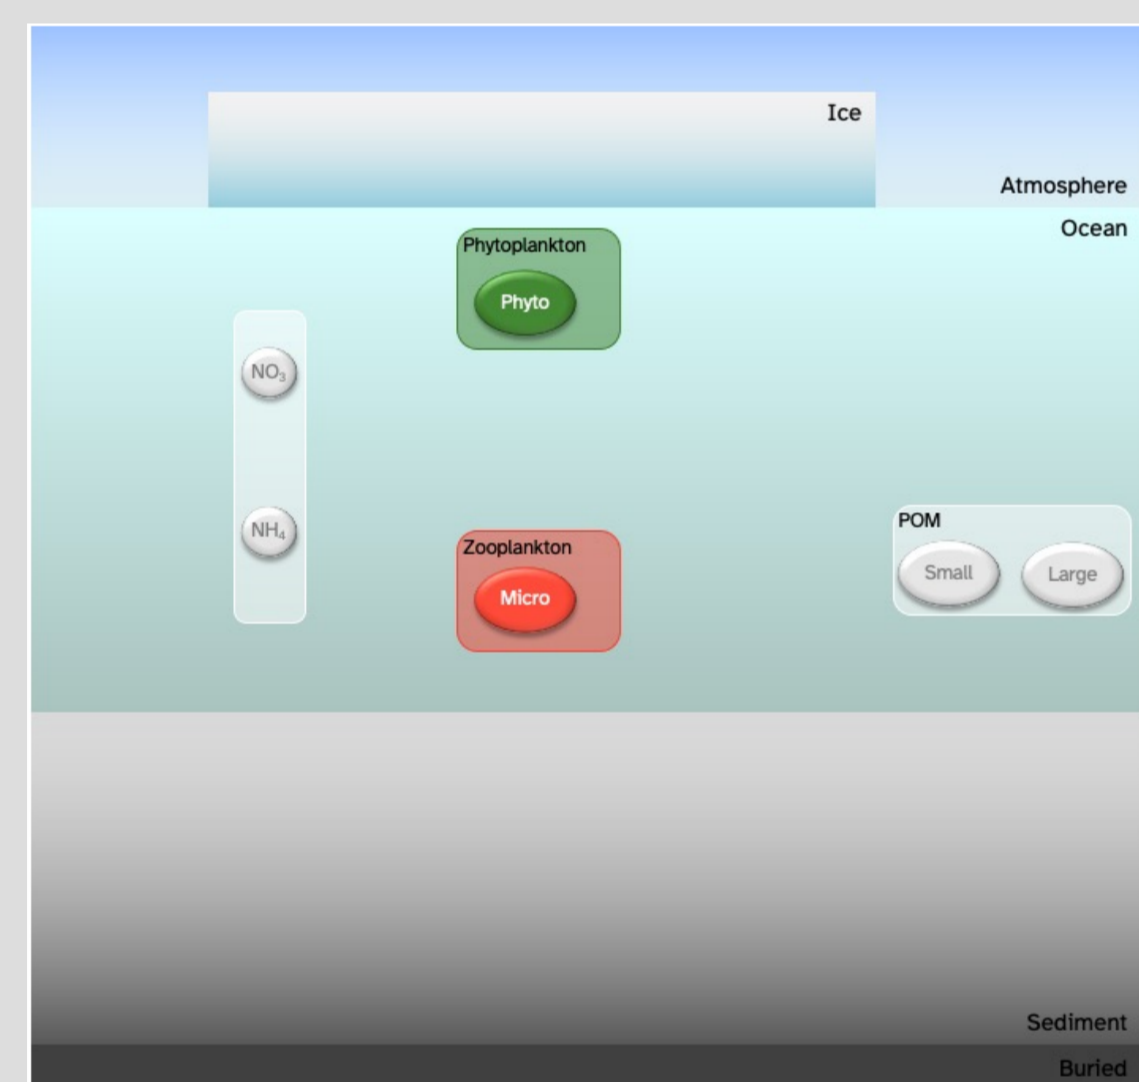 Ice
Atmosphere
Ocean
Phytoplankton
Phyto
NO₃
NH₄
Zooplankton
Micro
POM
Small
Large
Sediment
Buried